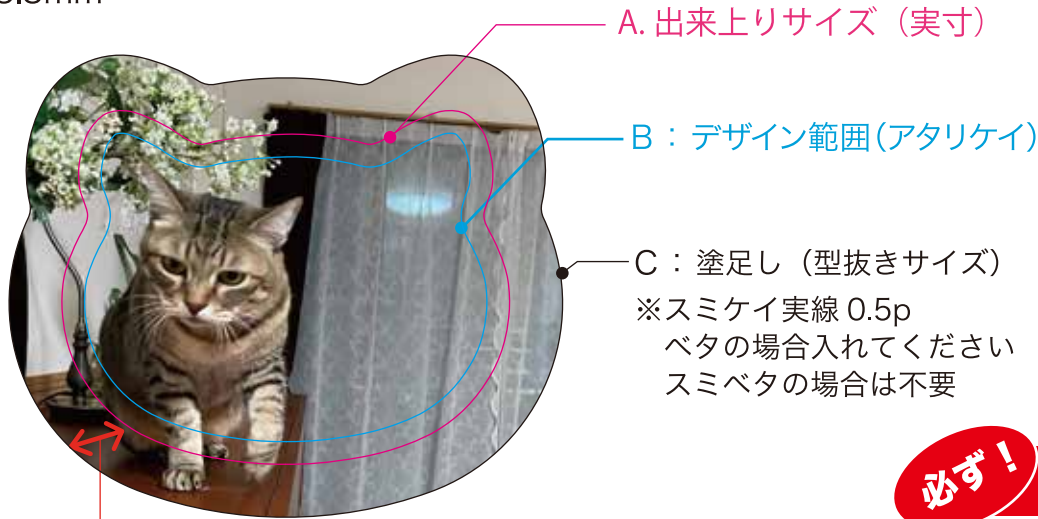 A. 出来上りサイズ（実寸）
B：デザイン範囲（アタリケイ）
C：塗足し（型抜きサイズ）
※スミケイ実線 0.5p
ベタの場合入れてください
スミベタの場合は不要
必ず！